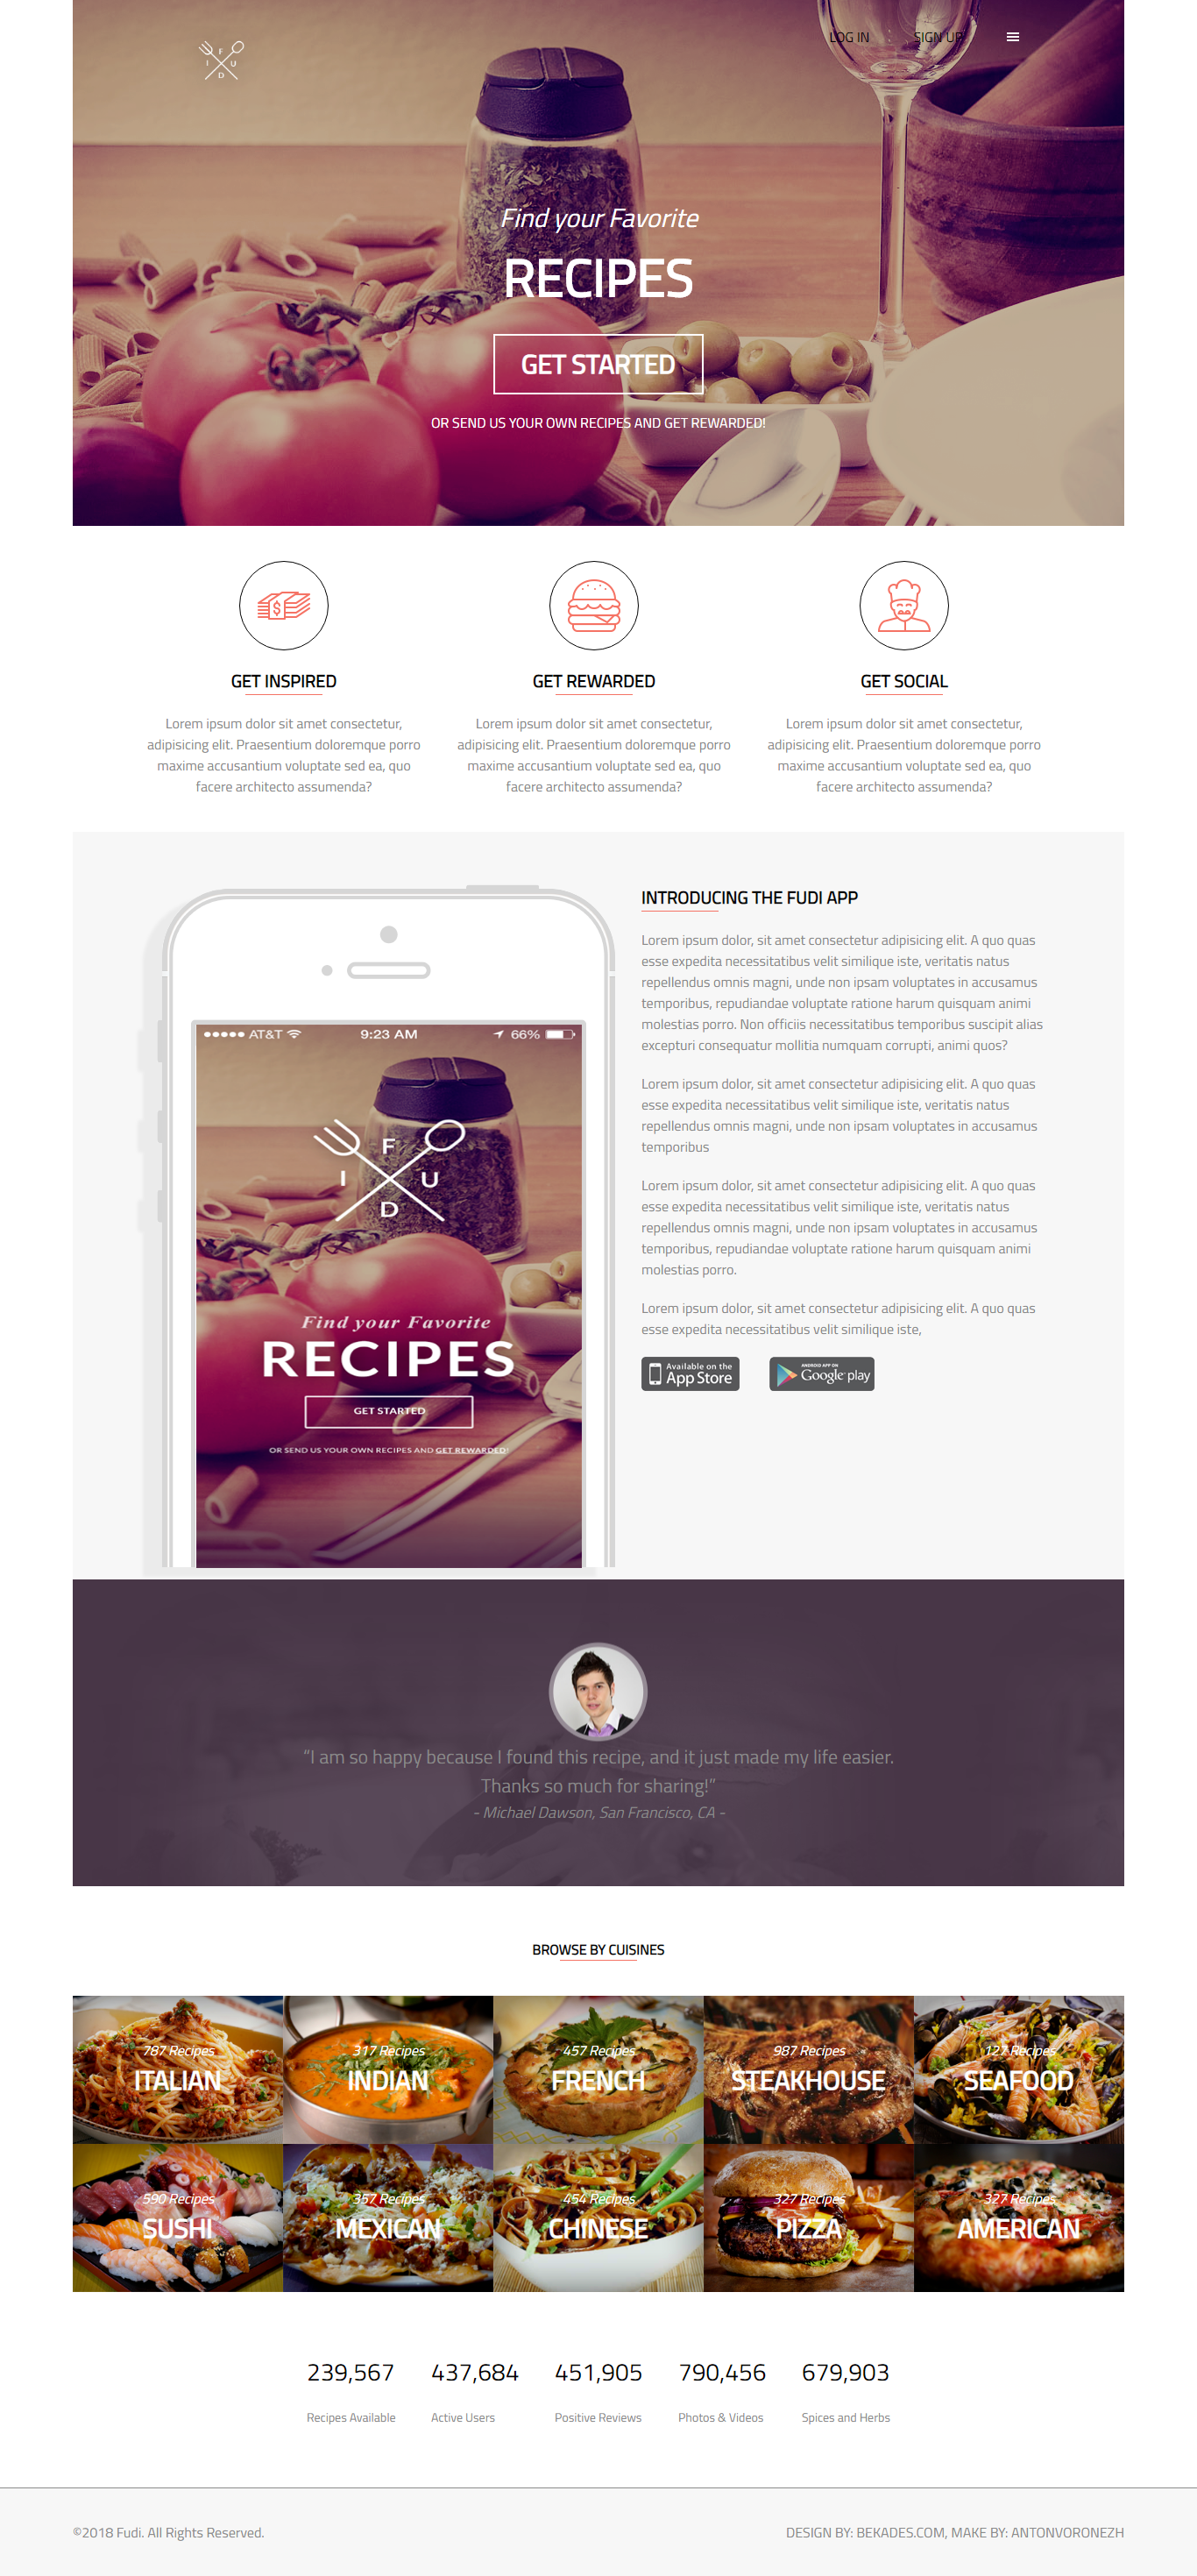 LOG IN
SIGN UP
F
I U
D
Find your Favorite
RECIPES
GET STARTED
OR SEND US YOUR OWN RECIPES AND GET REWARDED!
GET INSPIRED
Lorem ipsum dolor sit amet consectetur,
adipisicing elit. Praesentium doloremque porro
maxime accusantium voluptate sed ea, quo
facere architecto assumenda?
GET REWARDED
Lorem ipsum dolor sit amet consectetur,
adipisicing elit. Praesentium doloremque porro
maxime accusantium voluptate sed ea, quo
facere architecto assumenda?
GET SOCIAL
Lorem ipsum dolor sit amet consectetur,
adipisicing elit. Praesentium doloremque porro
maxime accusantium voluptate sed ea, quo
facere architecto assumenda?
AT&T 9:23 AM 66%
F
I U
D
Find your Favorite
RECIPES
GET STARTED
OR SEND US YOUR OWN RECIPES AND GET REWARDED!
INTRODUCING THE FUDI APP
Lorem ipsum dolor, sit amet consectetur adipisicing elit. A quo quas
esse expedita necessitatibus velit similique iste, veritatis natus
repellendus omnis magni, unde non ipsam voluptates in accusamus
temporibus, repudiandae voluptate ratione harum quisquam animi
molestias porro. Non officiis necessitatibus temporibus suscipit alias
excepturi consequatur mollitia numquam corrupti, animi quos?
Lorem ipsum dolor, sit amet consectetur adipisicing elit. A quo quas
esse expedita necessitatibus velit similique iste, veritatis natus
repellendus omnis magni, unde non ipsam voluptates in accusamus
temporibus
Lorem ipsum dolor, sit amet consectetur adipisicing elit. A quo quas
esse expedita necessitatibus velit similique iste, veritatis natus
repellendus omnis magni, unde non ipsam voluptates in accusamus
temporibus, repudiandae voluptate ratione harum quisquam animi
molestias porro.
Lorem ipsum dolor, sit amet consectetur adipisicing elit. A quo quas
esse expedita necessitatibus velit similique iste,
Available on the
App Store
ANDROID APP ON
Google play
“I am so happy because I found this recipe, and it just made my life easier.
Thanks so much for sharing!”
- Michael Dawson, San Francisco, CA -
BROWSE BY CUISINES
787 Recipes
ITALIAN
317 Recipes
INDIAN
457 Recipes
FRENCH
987 Recipes
STEAKHOUSE
127 Recipes
SEAFOOD
590 Recipes
SUSHI
357 Recipes
MEXICAN
454 Recipes
CHINESE
327 Recipes
PIZZA
327 Recipes
AMERICAN
239,567
Recipes Available
437,684
Active Users
451,905
Positive Reviews
790,456
Photos & Videos
679,903
Spices and Herbs
©2018 Fudi. All Rights Reserved.
DESIGN BY: BEKADES.COM, MAKE BY: ANTONVORONEZH